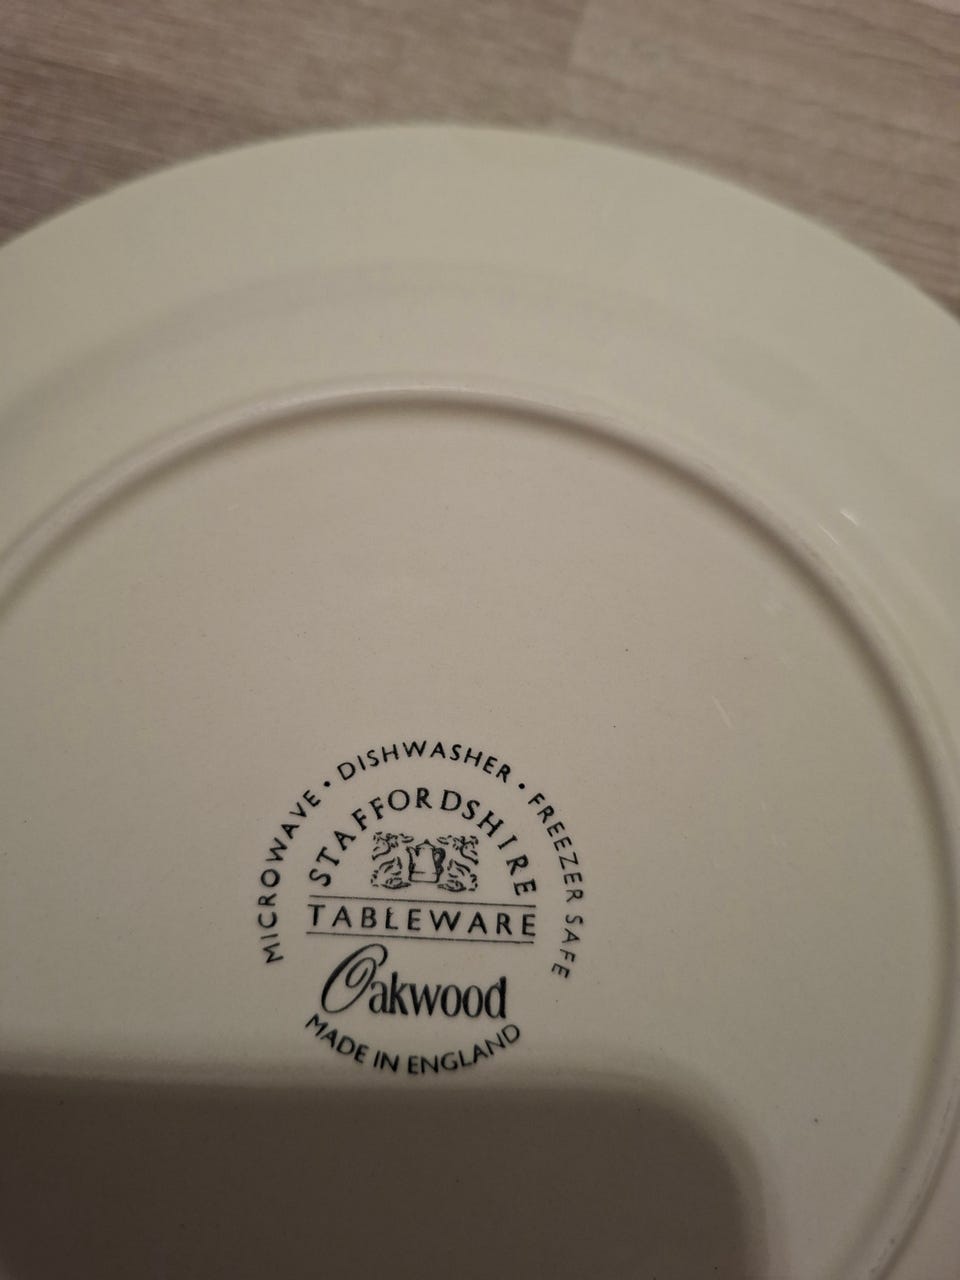 MICROWAVE • DISHWASHER • FREEZER SAFE
STAFFORDSHIRE
TABLEWARE
Oakwood
MADE IN ENGLAND